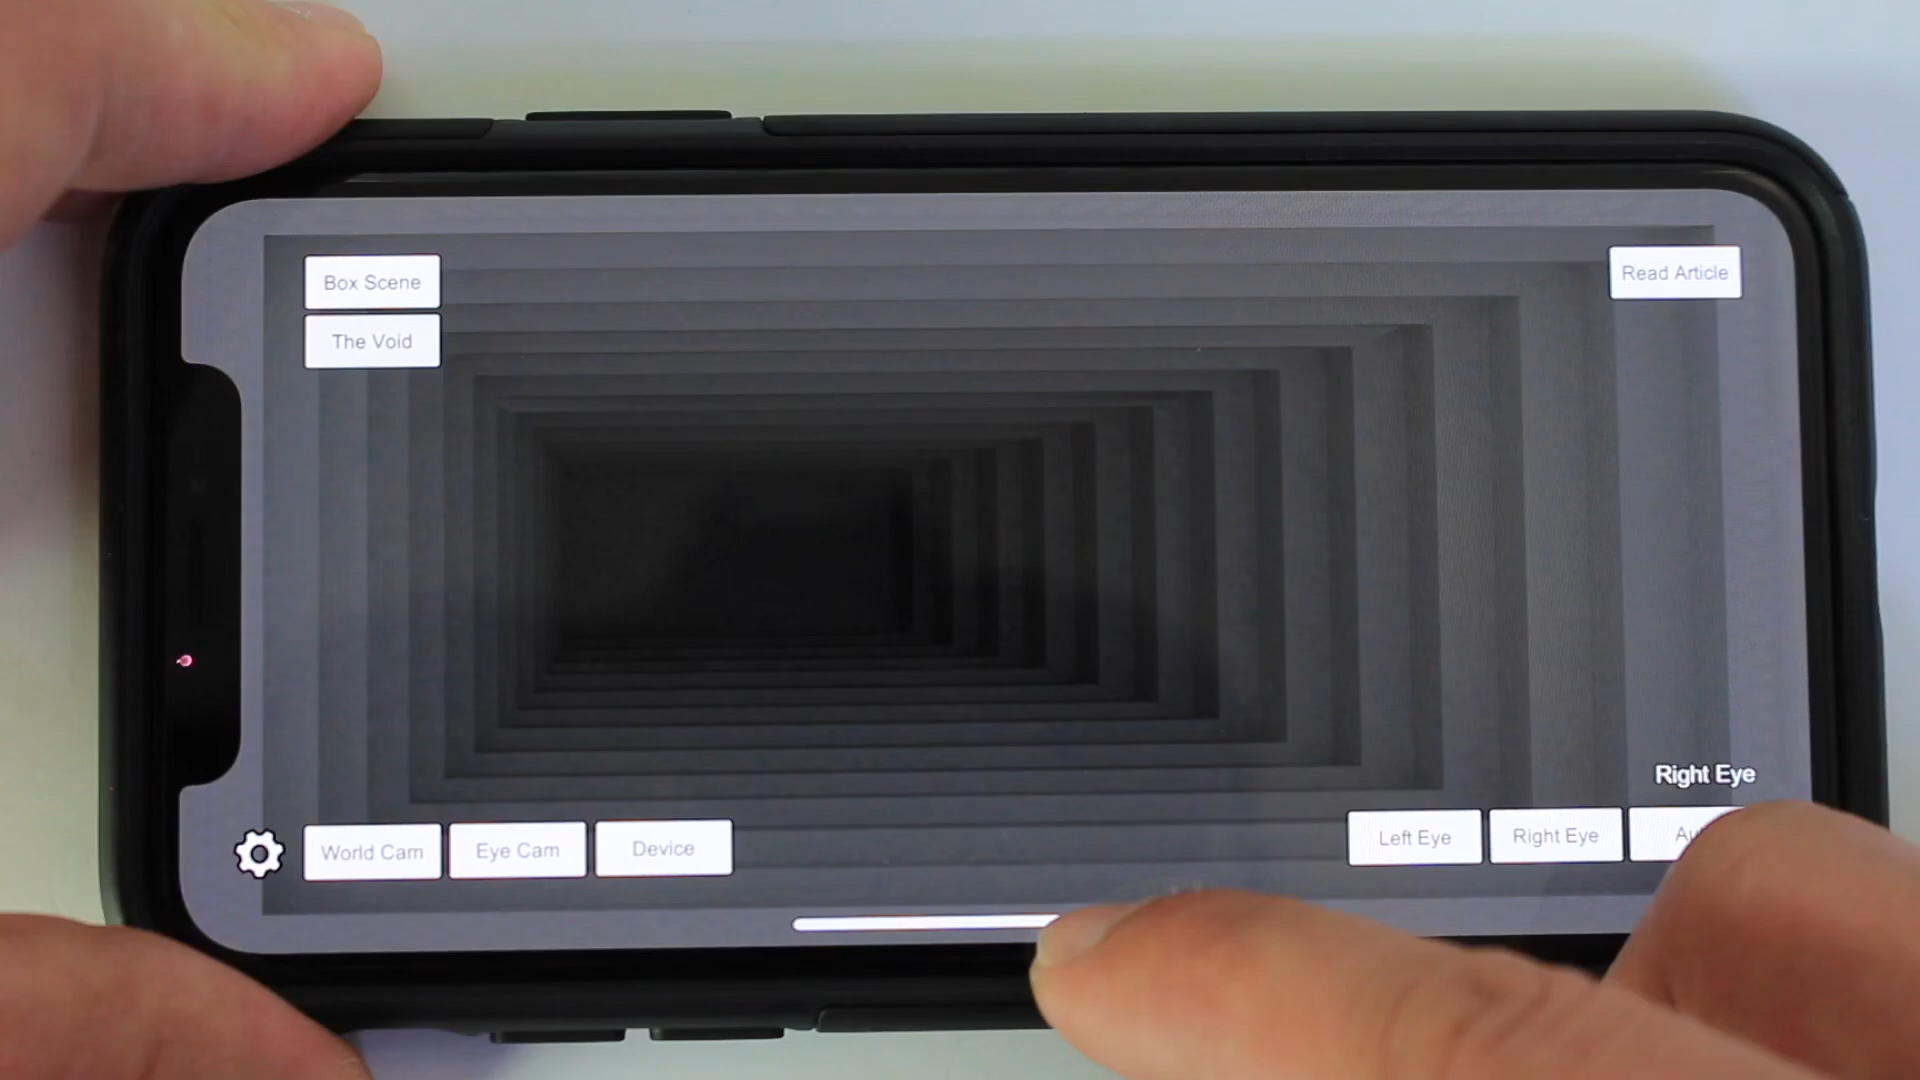 Box Scene
Read Article
The Void
Right Eye
World Cam
Eye Cam
Device
Left Eye
Right Eye